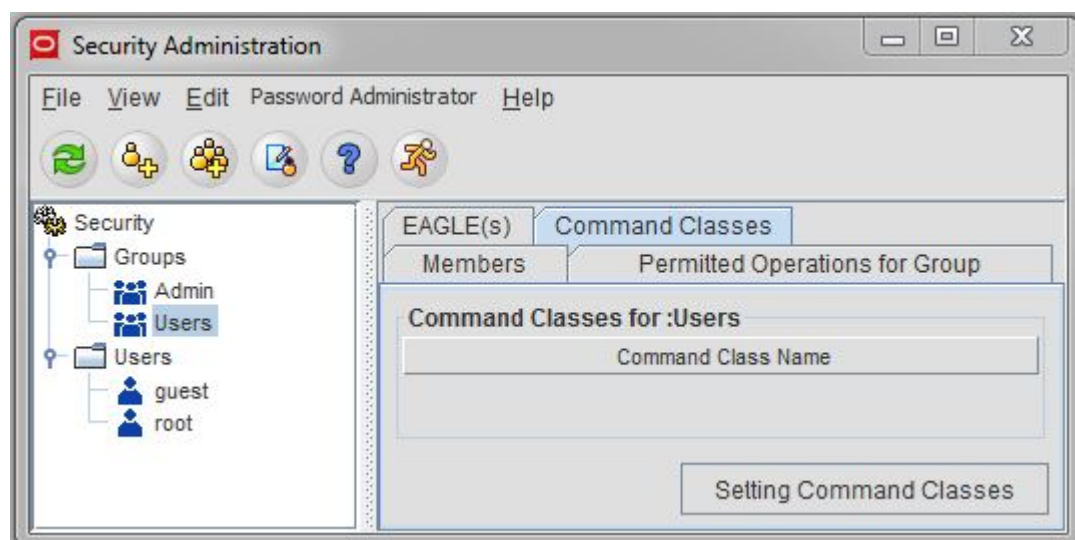 Security Administration
File View Edit Password Administrator Help
Security
Groups
Admin
Users
Users
guest
root
EAGLE(s) Command Classes
Members Permitted Operations for Group
Command Classes for :Users
Command Class Name
Setting Command Classes